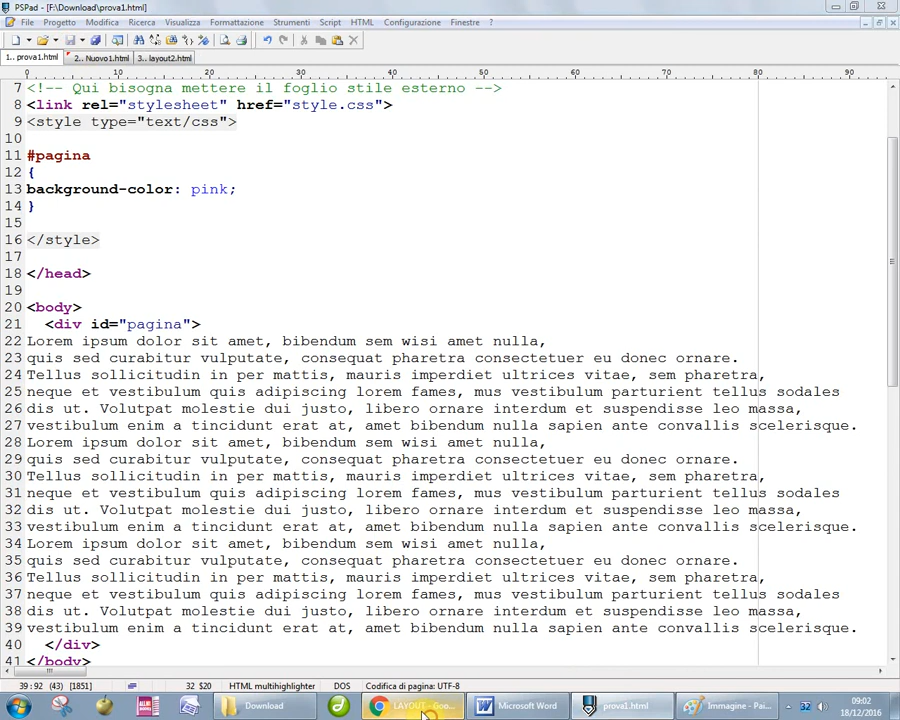 PSPad - [F:\Download\prova1.html]
File Progetto Modifica Ricerca Visualizza Formattazione Strumenti Script HTML Configurazione Finestre ?
1.. prova1.html 2.. Nuovo1.html 3.. layout2.html
0 10 20 30 40 50 60 70 80 90
7 <!-- Qui bisogna mettere il foglio stile esterno -->
8 <link rel="stylesheet" href="style.css">
9 <style type="text/css">
10
11 #pagina
12 {
13 background-color: pink;
14 }
15
16 </style>
17
18 </head>
19
20 <body>
21 <div id="pagina">
22 Lorem ipsum dolor sit amet, bibendum sem wisi amet nulla,
23 quis sed curabitur vulputate, consequat pharetra consectetuer eu donec ornare.
24 Tellus sollicitudin in per mattis, mauris imperdiet ultrices vitae, sem pharetra,
25 neque et vestibulum quis adipiscing lorem fames, mus vestibulum parturient tellus sodales
26 dis ut. Volutpat molestie dui justo, libero ornare interdum et suspendisse leo massa,
27 vestibulum enim a tincidunt erat at, amet bibendum nulla sapien ante convallis scelerisque.
28 Lorem ipsum dolor sit amet, bibendum sem wisi amet nulla,
29 quis sed curabitur vulputate, consequat pharetra consectetuer eu donec ornare.
30 Tellus sollicitudin in per mattis, mauris imperdiet ultrices vitae, sem pharetra,
31 neque et vestibulum quis adipiscing lorem fames, mus vestibulum parturient tellus sodales
32 dis ut. Volutpat molestie dui justo, libero ornare interdum et suspendisse leo massa,
33 vestibulum enim a tincidunt erat at, amet bibendum nulla sapien ante convallis scelerisque.
34 Lorem ipsum dolor sit amet, bibendum sem wisi amet nulla,
35 quis sed curabitur vulputate, consequat pharetra consectetuer eu donec ornare.
36 Tellus sollicitudin in per mattis, mauris imperdiet ultrices vitae, sem pharetra,
37 neque et vestibulum quis adipiscing lorem fames, mus vestibulum parturient tellus sodales
38 dis ut. Volutpat molestie dui justo, libero ornare interdum et suspendisse leo massa,
39 vestibulum enim a tincidunt erat at, amet bibendum nulla sapien ante convallis scelerisque.
40 </div>
41 </body>
39 : 92 (43) [1851] 32 $20 HTML multihighlighter DOS Codifica di pagina: UTF-8
Download LAYOUT - Goo... Microsoft Word prova1.html Immagine - Pai... 32 09:02
18/12/2016